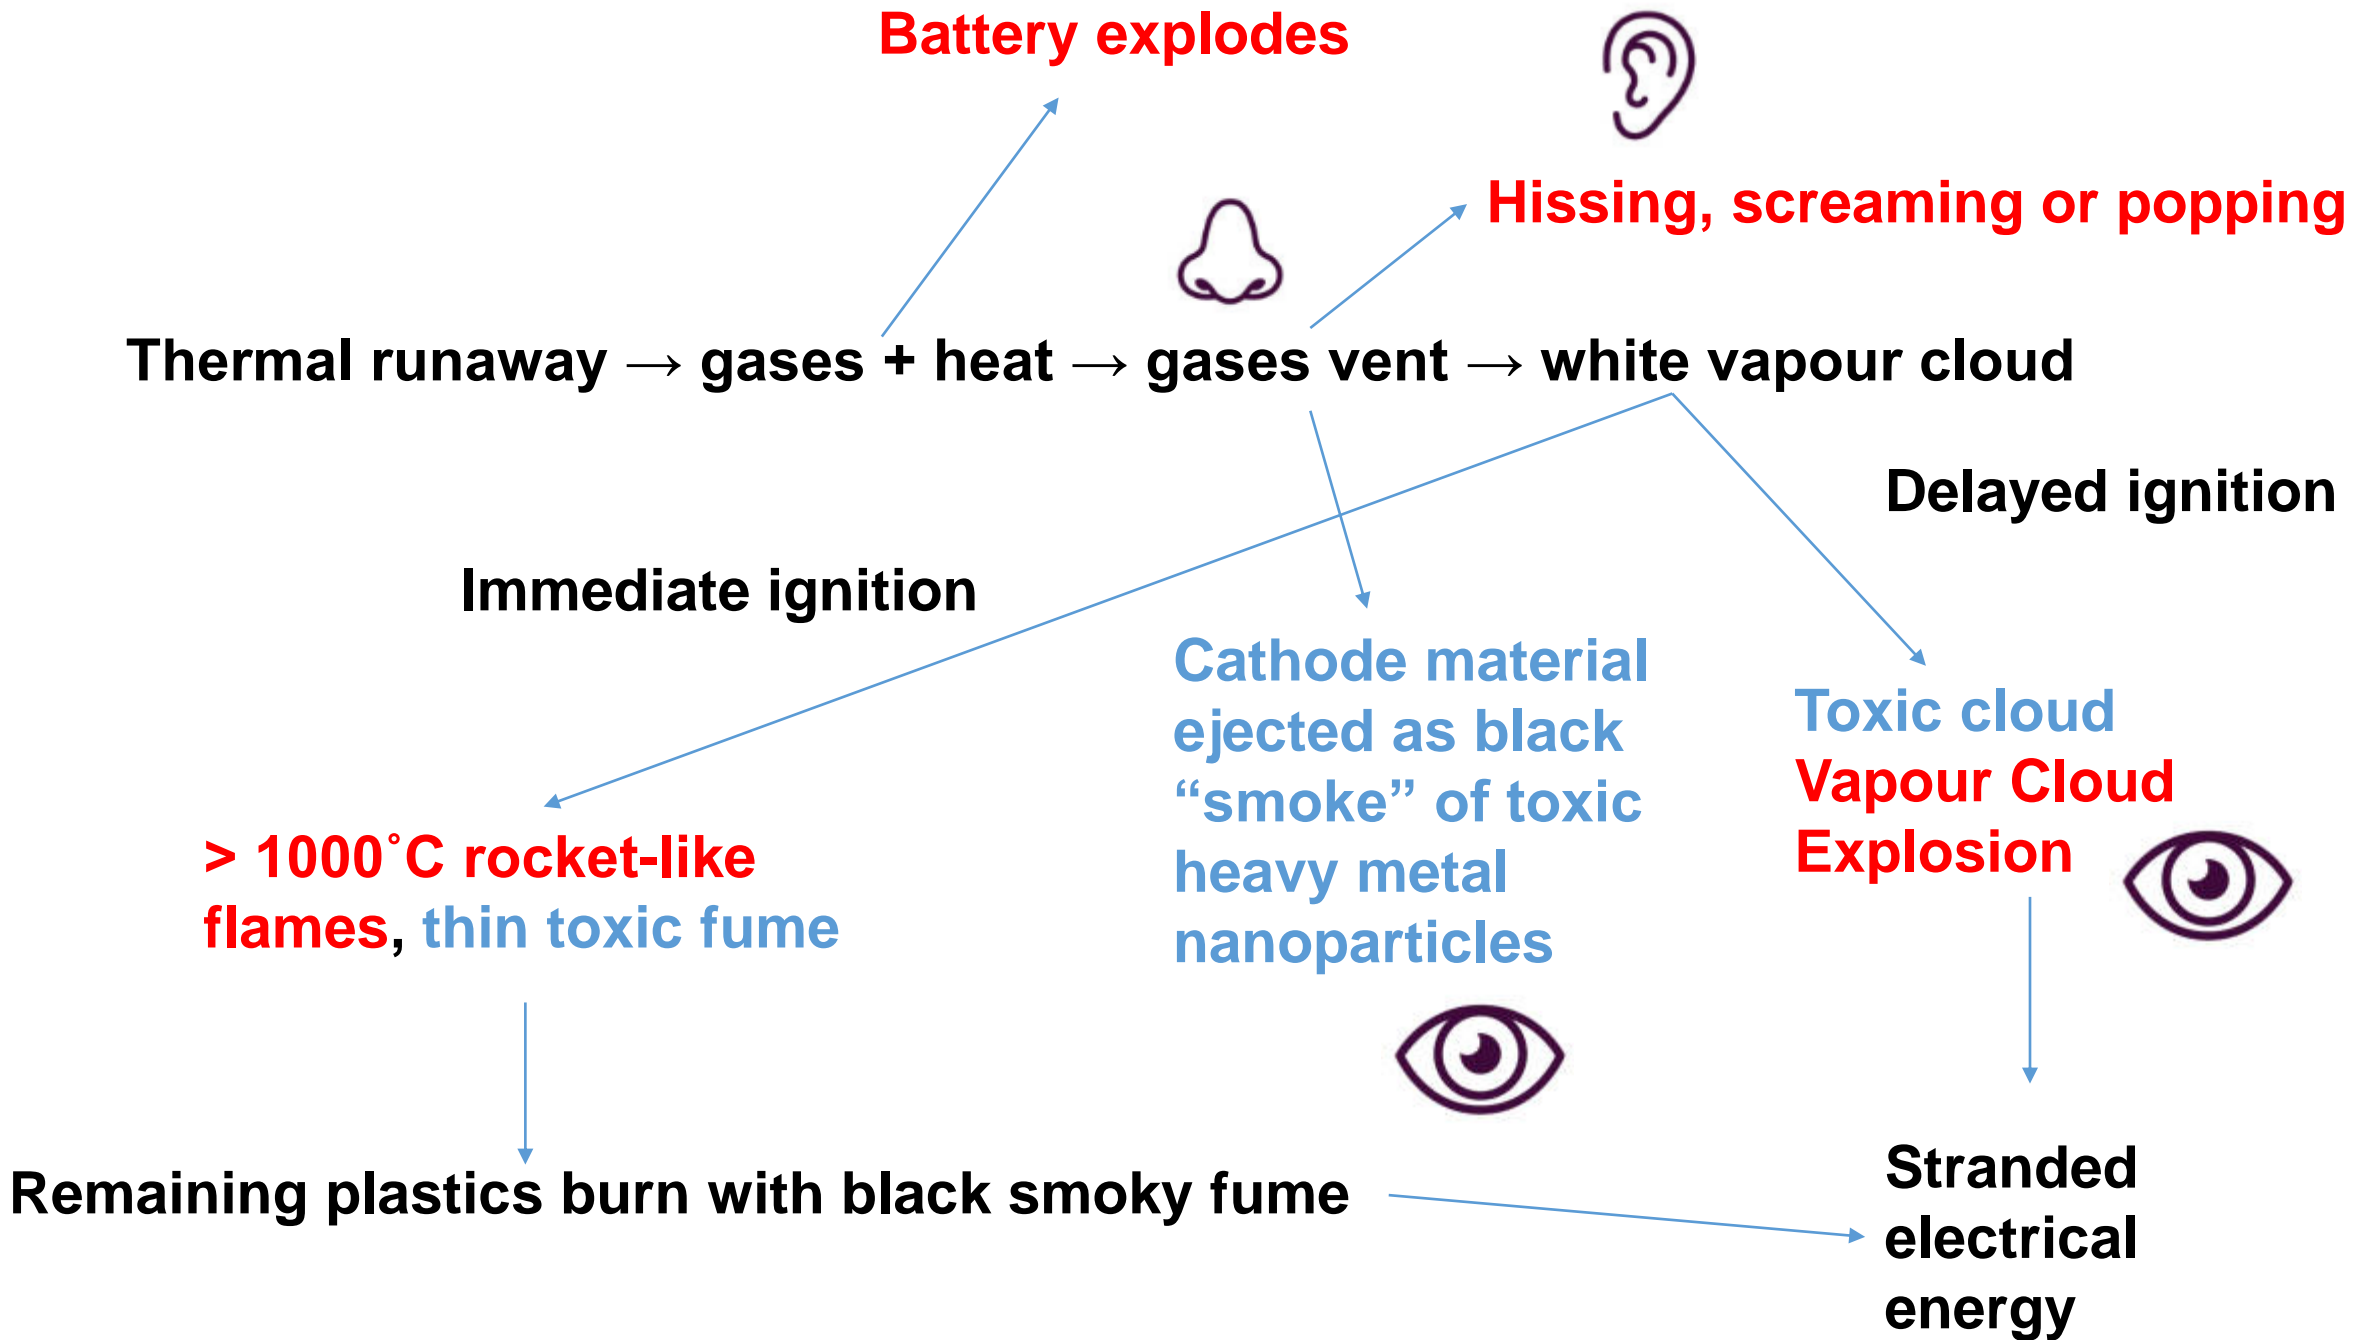 Battery explodes
Hissing, screaming or popping
Thermal runaway → gases + heat → gases vent → white vapour cloud
Delayed ignition
Immediate ignition
Cathode material
ejected as black
“smoke” of toxic
heavy metal
nanoparticles
Toxic cloud
Vapour Cloud
Explosion
> 1000˚C rocket-like
flames, thin toxic fume
Remaining plastics burn with black smoky fume
Stranded
electrical
energy